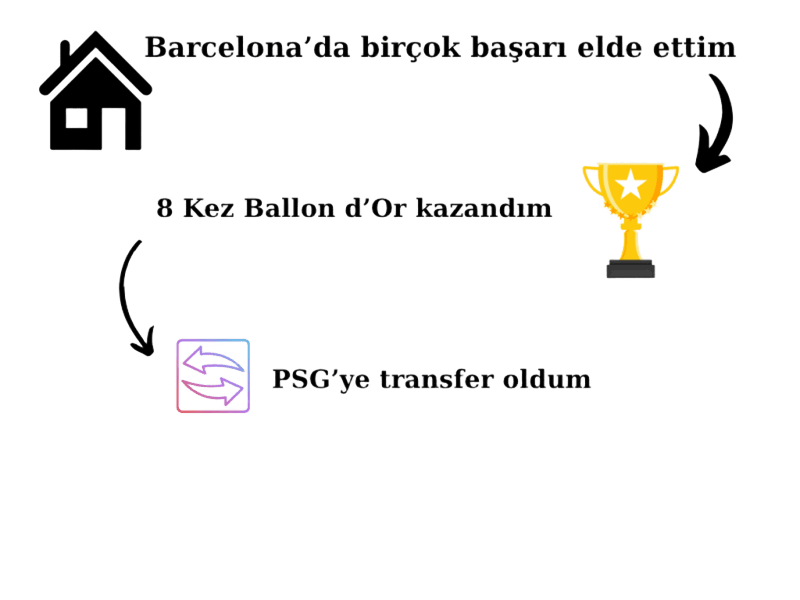 Barcelona’da birçok başarı elde ettim
8 Kez Ballon d’Or kazandım
PSG’ye transfer oldum